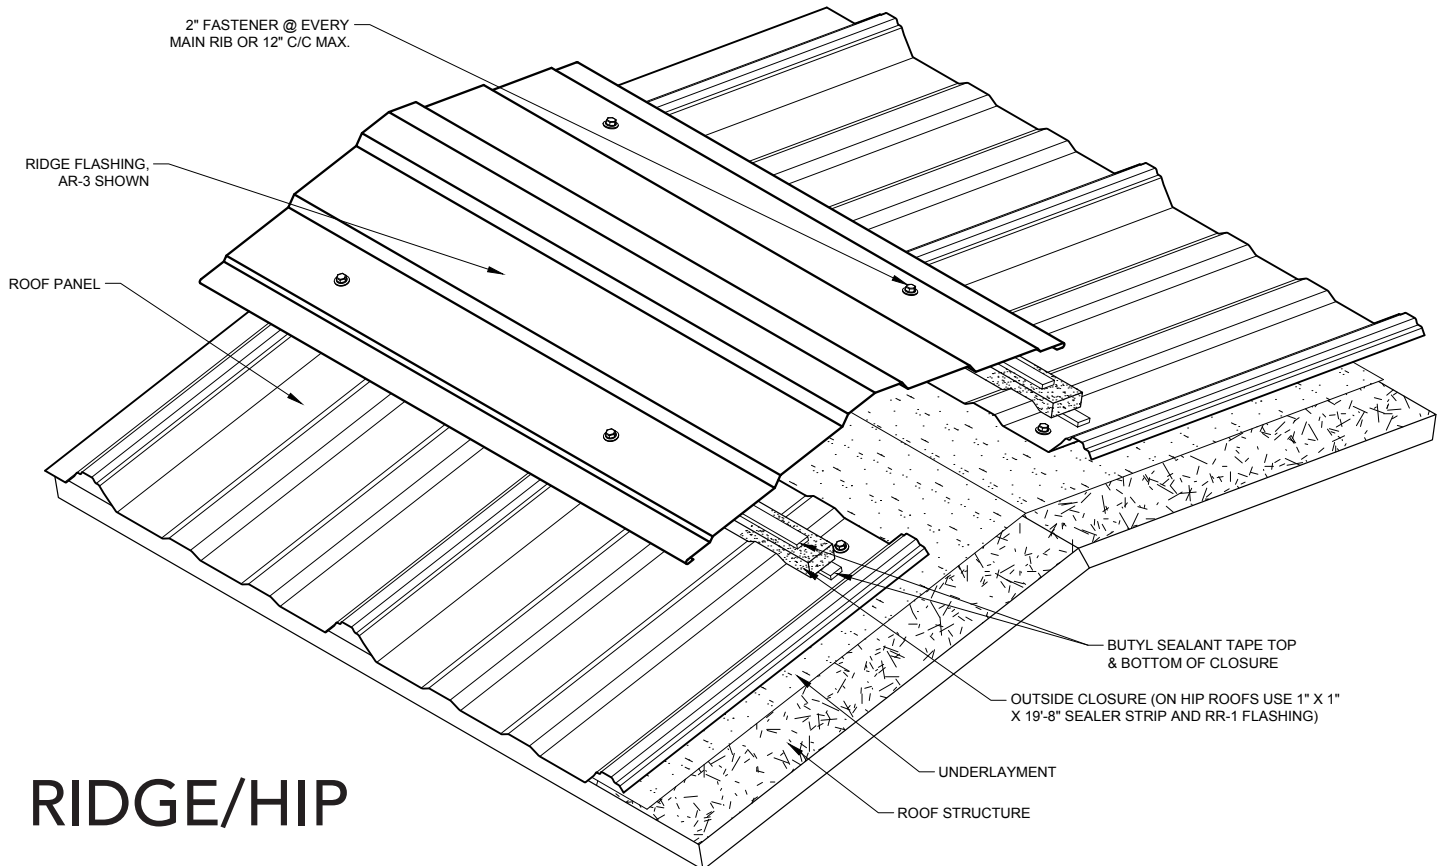 2" FASTENER @ EVERY
MAIN RIB OR 12" C/C MAX.
RIDGE FLASHING,
AR-3 SHOWN
ROOF PANEL
BUTYL SEALANT TAPE TOP
& BOTTOM OF CLOSURE
OUTSIDE CLOSURE (ON HIP ROOFS USE 1" X 1"
X 19'-8" SEALER STRIP AND RR-1 FLASHING)
UNDERLAYMENT
ROOF STRUCTURE
RIDGE/HIP